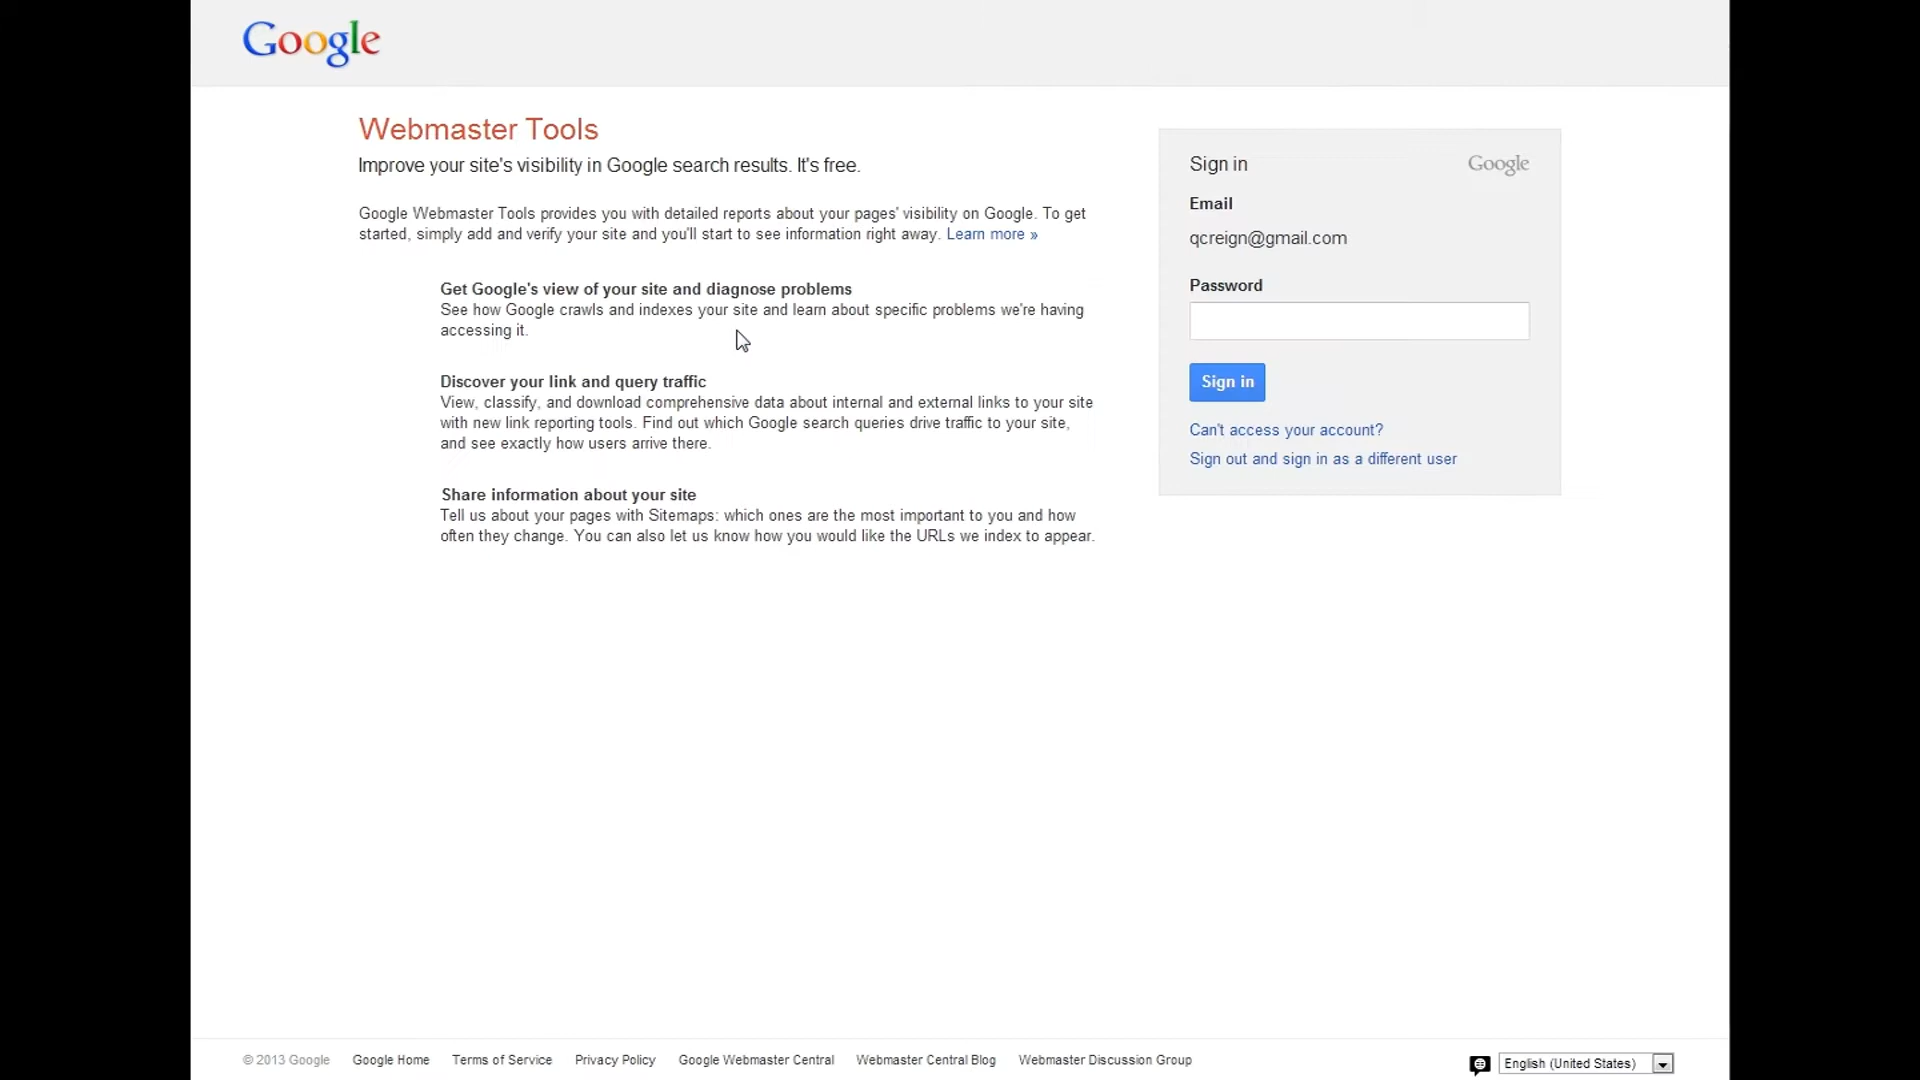 Google
Webmaster Tools
Improve your site's visibility in Google search results. It's free.
Google Webmaster Tools provides you with detailed reports about your pages' visibility on Google. To get
started, simply add and verify your site and you'll start to see information right away. Learn more »
Get Google's view of your site and diagnose problems
See how Google crawls and indexes your site and learn about specific problems we're having
accessing it.
Discover your link and query traffic
View, classify, and download comprehensive data about internal and external links to your site
with new link reporting tools. Find out which Google search queries drive traffic to your site,
and see exactly how users arrive there.
Share information about your site
Tell us about your pages with Sitemaps: which ones are the most important to you and how
often they change. You can also let us know how you would like the URLs we index to appear.
Sign in Google
Email
qcreign@gmail.com
Password
Sign in
Can't access your account?
Sign out and sign in as a different user
© 2013 Google Google Home Terms of Service Privacy Policy Google Webmaster Central Webmaster Central Blog Webmaster Discussion Group English (United States)